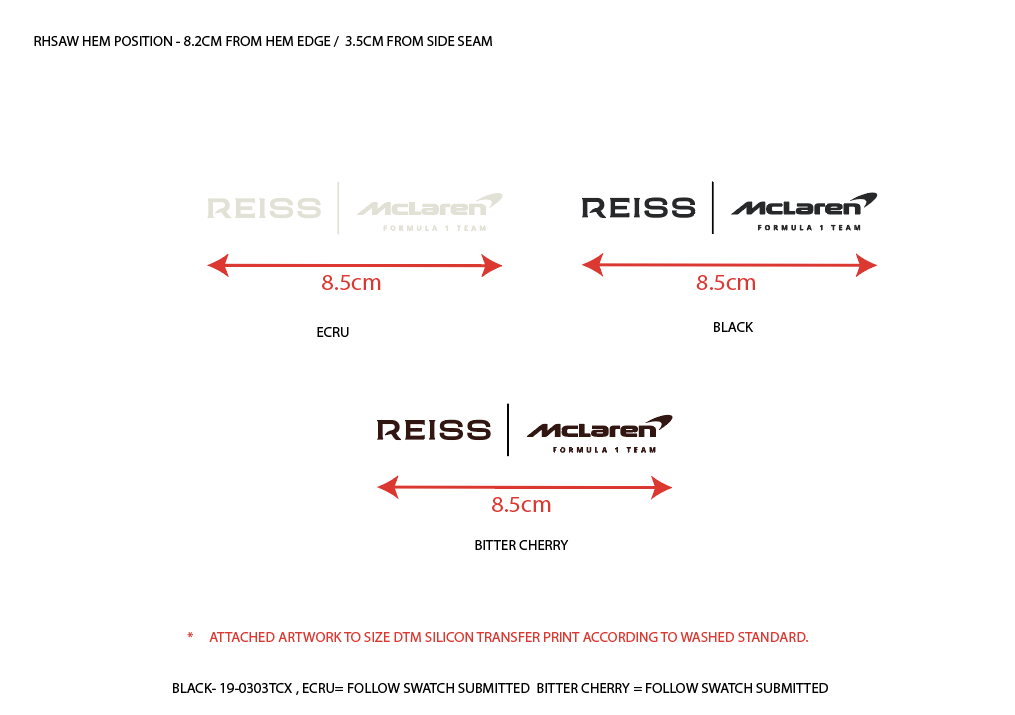 RHSAW HEM POSITION - 8.2CM FROM HEM EDGE / 3.5CM FROM SIDE SEAM
REISS | McLaren
FORMULA 1 TEAM
8.5cm
ECRU
REISS | McLaren
FORMULA 1 TEAM
8.5cm
BLACK
REISS | McLaren
FORMULA 1 TEAM
8.5cm
BITTER CHERRY
* ATTACHED ARTWORK TO SIZE DTM SILICON TRANSFER PRINT ACCORDING TO WASHED STANDARD.
BLACK- 19-0303TCX , ECRU= FOLLOW SWATCH SUBMITTED BITTER CHERRY = FOLLOW SWATCH SUBMITTED